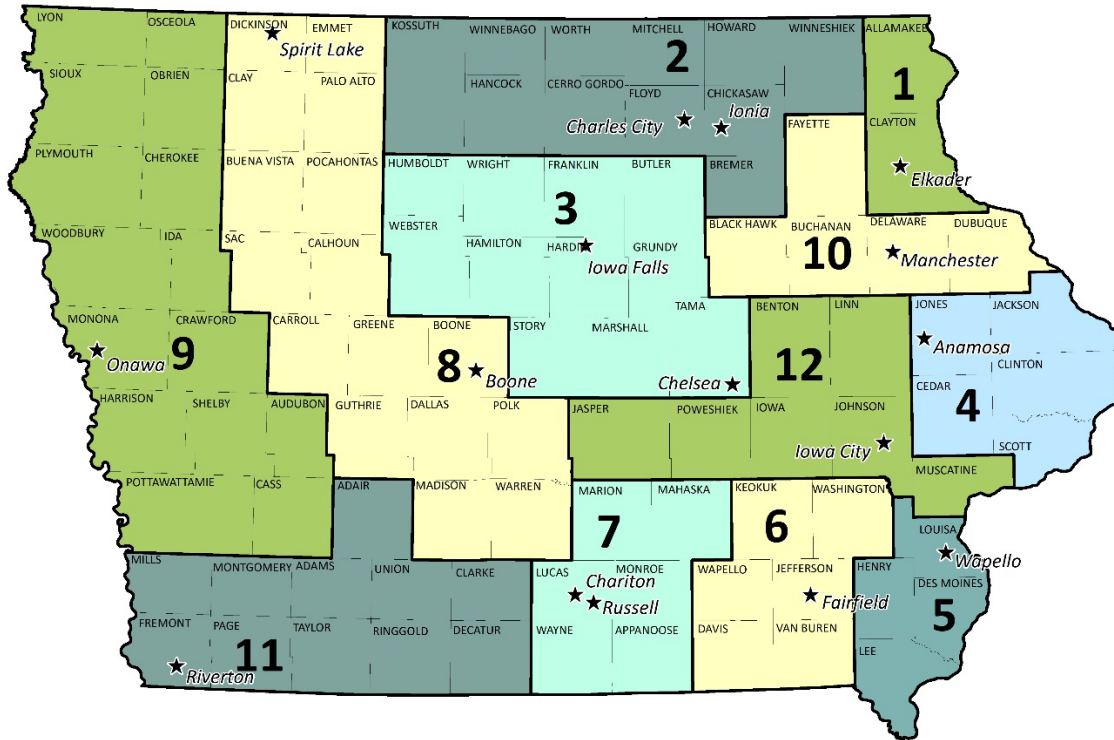 LYON OSCEOLA DICKINSON EMMET KOSSUTH WINNEBAGO WORTH MITCHELL HOWARD WINNESHIEK ALLAMAKEE
Spirit Lake
2
SIOUX OBRIEN CLAY PALO ALTO HANCOCK CERRO GORDO FLOYD CHICKASAW
1
Charles City Ionia FAYETTE CLAYTON
PLYMOUTH CHEROKEE BUENA VISTA POCAHONTAS HUMBOLDT WRIGHT FRANKLIN BUTLER BREMER
Elkader
3
WEBSTER BLACK HAWK BUCHANAN DELAWARE DUBUQUE
WOODBURY IDA SAC CALHOUN HAMILTON HARDIN GRUNDY
10
Iowa Falls Manchester
MONONA CRAWFORD CARROLL GREENE BOONE STORY MARSHALL TAMA BENTON LINN JONES JACKSON
Onawa 9 8 Boone 12 Anamosa
CLINTON
Chelsea CEDAR
4
HARRISON SHELBY AUDUBON GUTHRIE DALLAS POLK JASPER POWESHIEK IOWA JOHNSON
Iowa City SCOTT
MUSCATINE
POTTAWATTAMIE CASS ADAIR MADISON WARREN MARION MAHASKA KEOKUK WASHINGTON
7 6
LOUISA
Wapello
MILLS MONTGOMERY ADAMS UNION CLARKE LUCAS MONROE WAPELLO JEFFERSON HENRY
Chariton DES MOINES
Russell Fairfield 5
FREMONT PAGE TAYLOR RINGGOLD DECATUR WAYNE APPANOOSE DAVIS VAN BUREN
LEE
11
Riverton